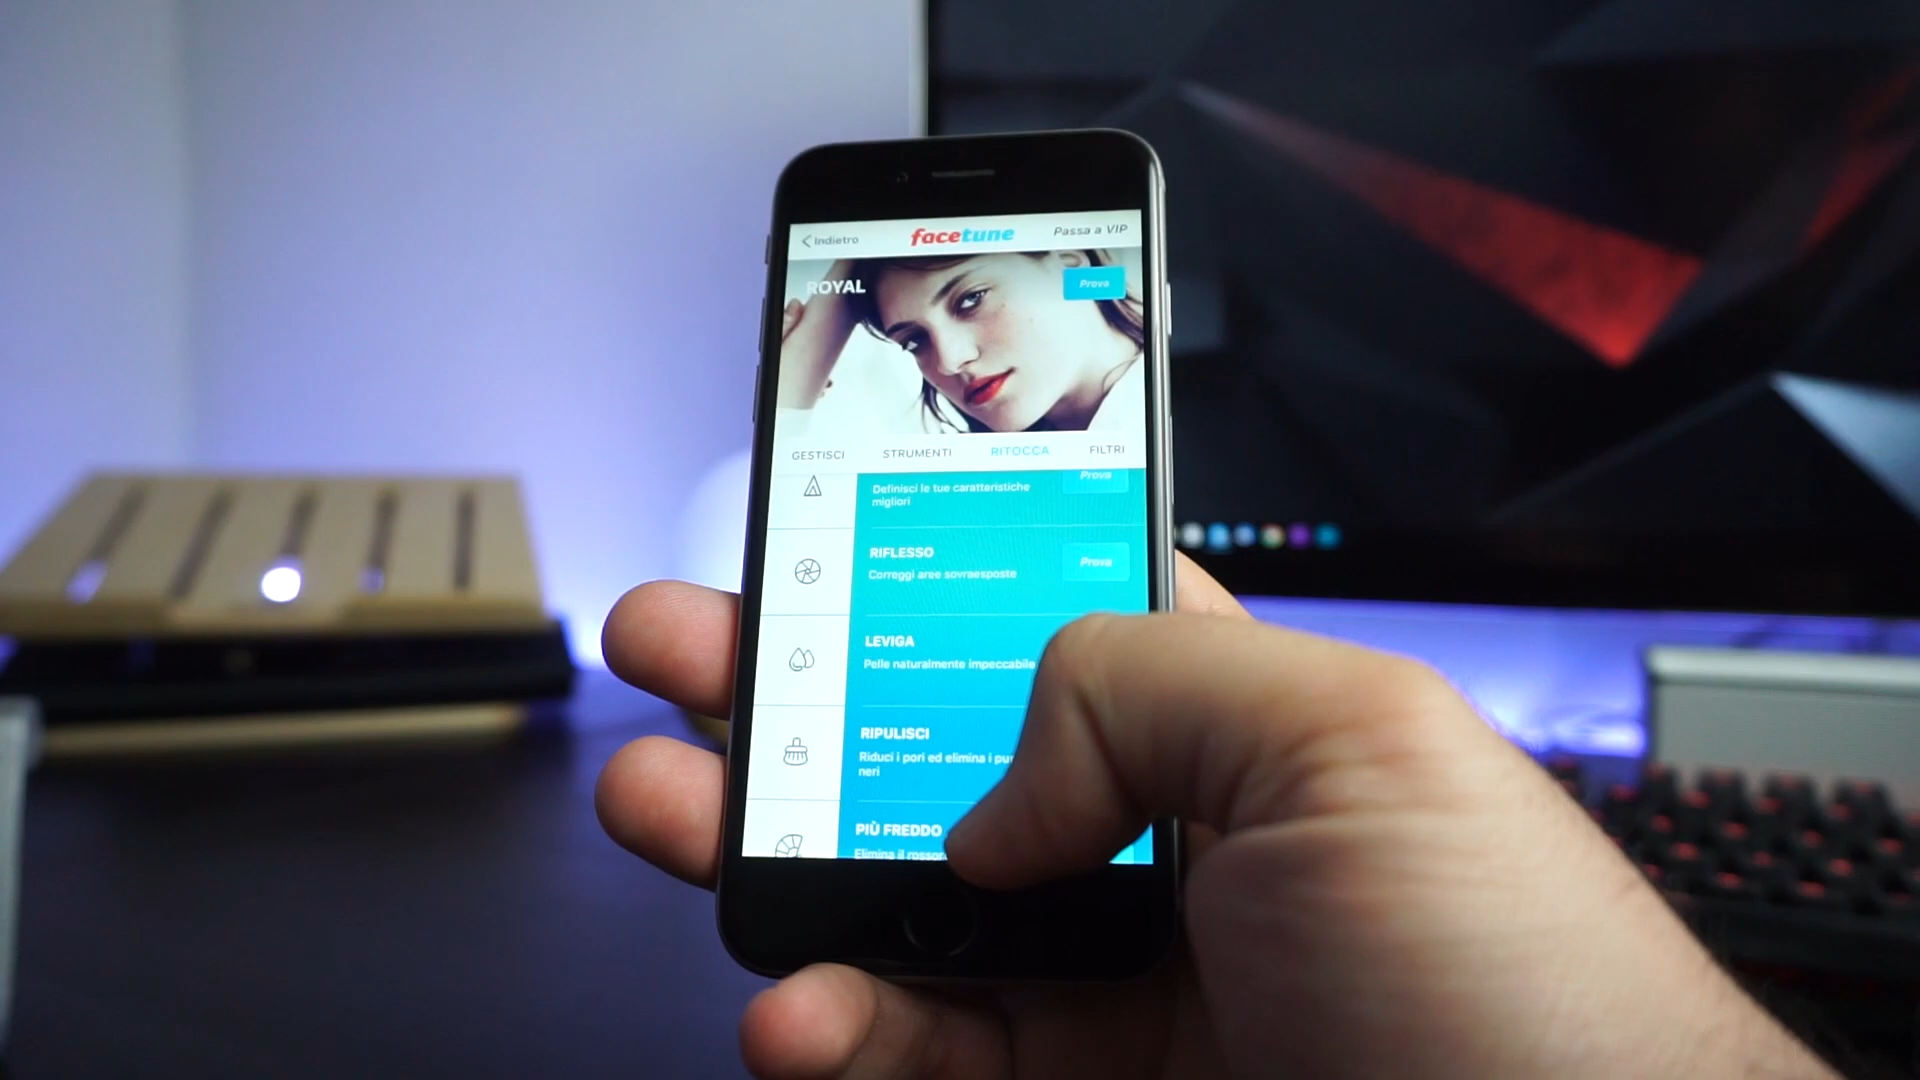 Indietro
facetune
Passa a VIP
ROYAL
Prova
GESTISCI
STRUMENTI
RITOCCA
FILTRI
Definisci le tue caratteristiche
migliori
Prova
RIFLESSO
Correggi aree sovraesposte
Prova
LEVIGA
Pelle naturalmente impeccabile
RIPULISCI
Riduci i pori ed elimina i
neri
PIÙ FREDDO
Elimina il